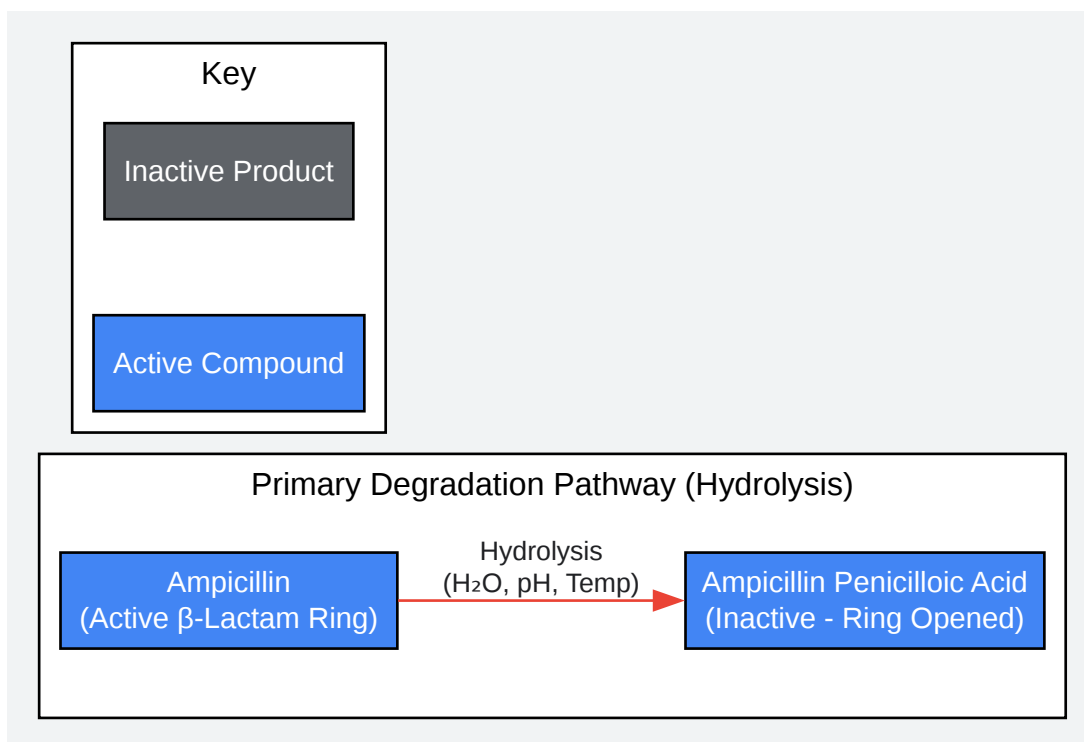 Key
Inactive Product
Active Compound
Primary Degradation Pathway (Hydrolysis)
Ampicillin
(Active β-Lactam Ring)
Hydrolysis
(H₂O, pH, Temp)
Ampicillin Penicilloic Acid
(Inactive - Ring Opened)